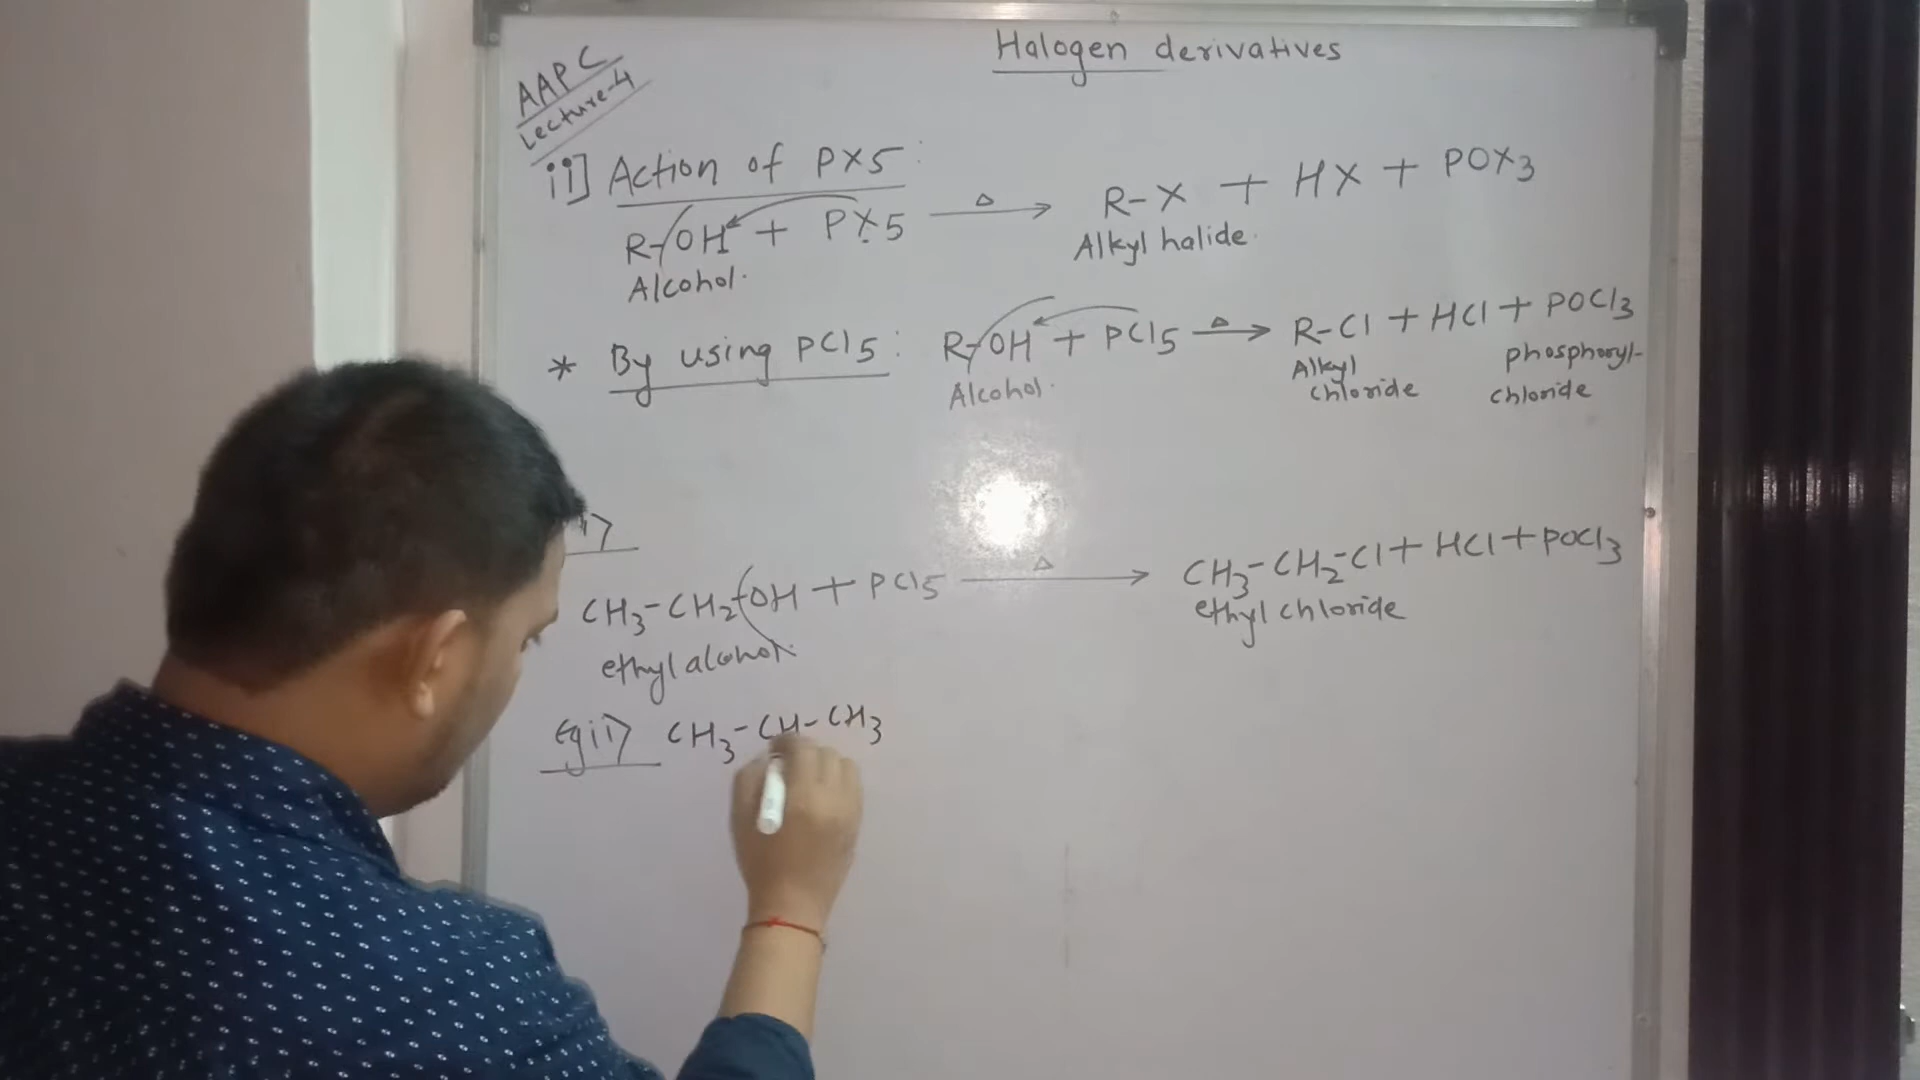 Halogen derivatives
AAPC
Lecture-4
ii] Action of PX5:
R-OH + PX5 —Δ→ R-X + HX + POX3
Alcohol. Alkyl halide.
* By using PCl5: R-OH + PCl5 —Δ→ R-Cl + HCl + POCl3
Alcohol. Alkyl chloride phosphoryl-chloride
CH3-CH2-OH + PCl5 —Δ→ CH3-CH2-Cl + HCl + POCl3
ethyl alcohol. ethyl chloride
Eg ii) CH3-CH-CH3